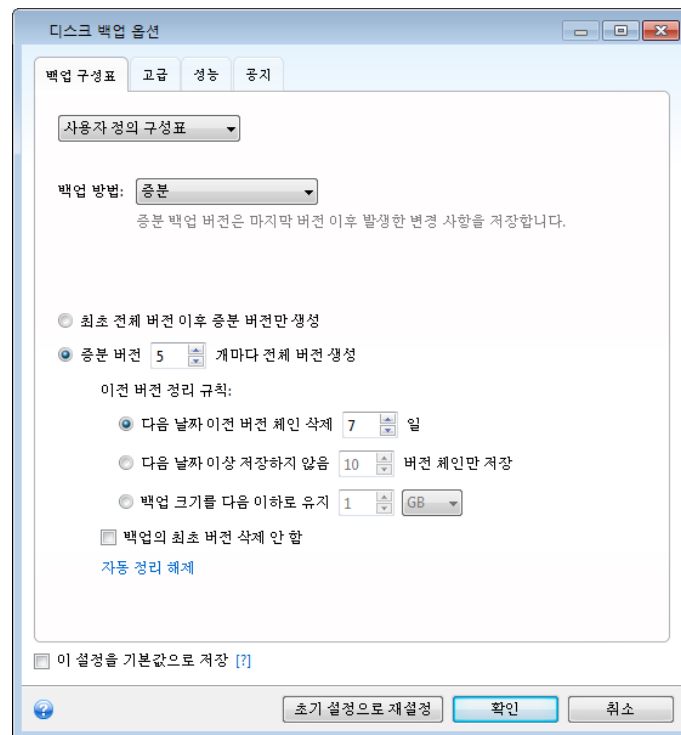 디스크 백업 옵션
백업 구성표 고급 성능 공지
사용자 정의 구성표
백업 방법: 증분
증분 백업 버전은 마지막 버전 이후 발생한 변경 사항을 저장합니다.
최초 전체 버전 이후 증분 버전만 생성
증분 버전 5 개마다 전체 버전 생성
이전 버전 정리 규칙:
다음 날짜 이전 버전 체인 삭제 7 일
다음 날짜 이상 저장하지 않음 10 버전 체인만 저장
백업 크기를 다음 이하로 유지 1 GB
백업의 최초 버전 삭제 안 함
자동 정리 해제
이 설정을 기본값으로 저장 [?]
? 초기 설정으로 재설정 확인 취소